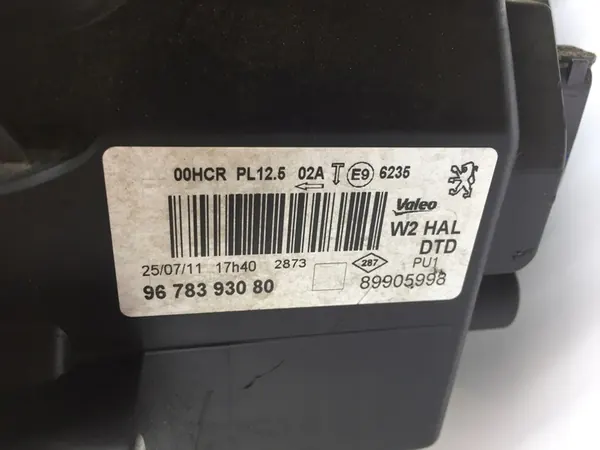 00HCR PL12.5 02A T E9 6235
Valeo
W2 HAL
DTD
25/07/11 17h40 2873
287
PU1
96 783 930 80
89905998